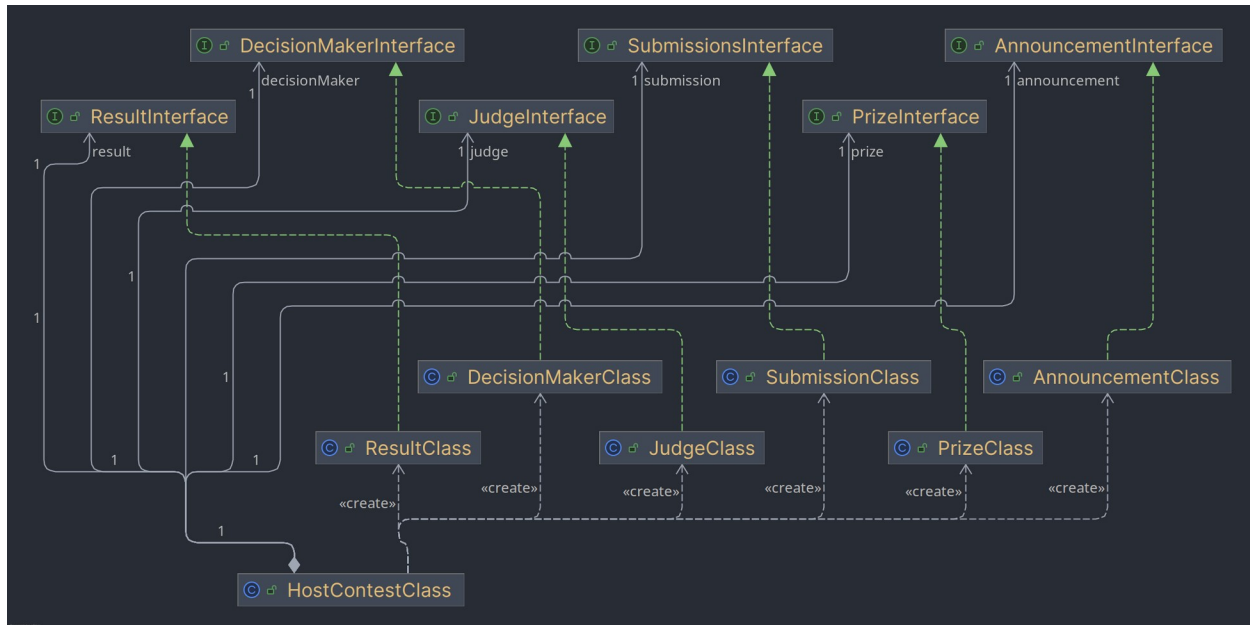 DecisionMakerInterface
SubmissionsInterface
AnnouncementInterface
1 decisionMaker
1 submission
1 announcement
ResultInterface
JudgeInterface
PrizeInterface
1 result
1 judge
1 prize
1
1
1
DecisionMakerClass
SubmissionClass
AnnouncementClass
ResultClass
JudgeClass
PrizeClass
1
1
«create»
«create»
«create»
«create»
«create»
«create»
1
HostContestClass